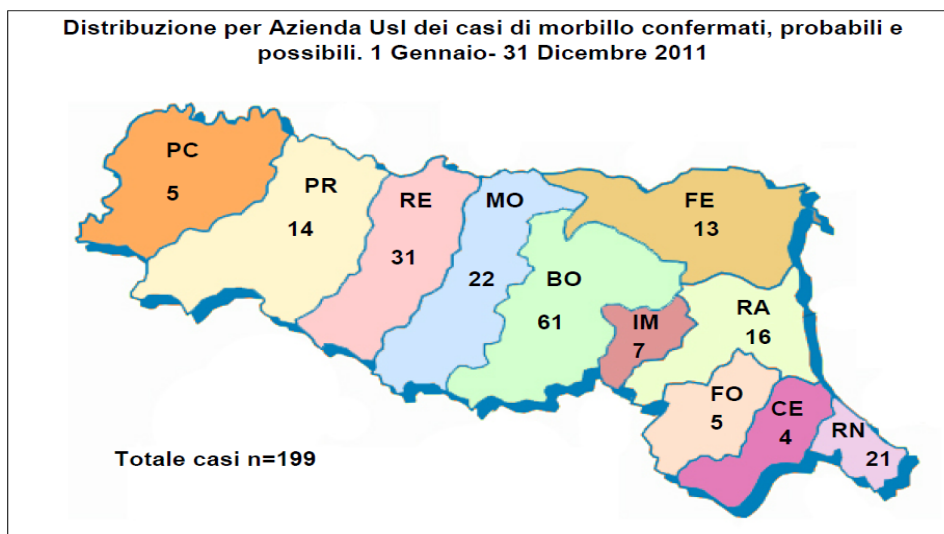 Distribuzione per Azienda Usl dei casi di morbillo confermati, probabili e
possibili. 1 Gennaio- 31 Dicembre 2011
PC
5
PR
14
RE
31
MO
22
BO
61
FE
13
IM
7
RA
16
FO
5
CE
4
RN
21
Totale casi n=199